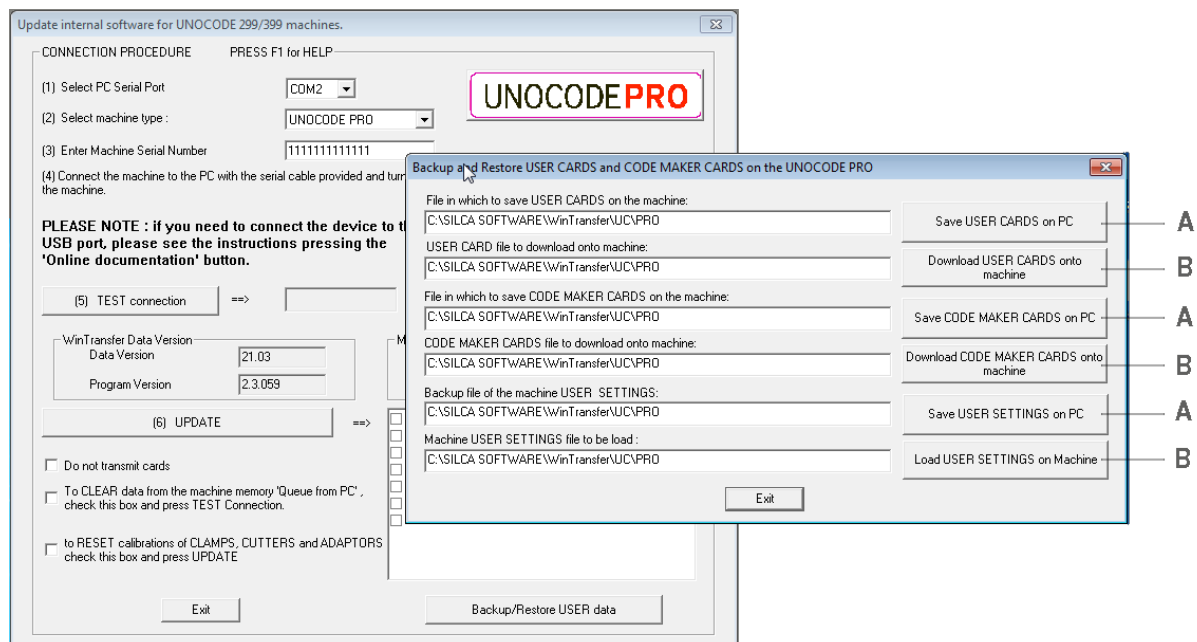 Update internal software for UNOCODE 299/399 machines.
CONNECTION PROCEDURE PRESS F1 for HELP
(1) Select PC Serial Port
COM2
(2) Select machine type :
UNOCODE PRO
(3) Enter Machine Serial Number
1111111111111
UNOCODEPRO
(4) Connect the machine to the PC with the serial cable provided and turn
the machine.
PLEASE NOTE : if you need to connect the device to
USB port, please see the instructions pressing the
'Online documentation' button.
(5) TEST connection
==>
WinTransfer Data Version
Data Version
21.03
Program Version
2.3.059
M
(6) UPDATE
==>
Do not transmit cards
To CLEAR data from the machine memory 'Queue from PC' ,
check this box and press TEST Connection.
to RESET calibrations of CLAMPS, CUTTERS and ADAPTORS
check this box and press UPDATE
Exit
Backup/Restore USER data
Backup and Restore USER CARDS and CODE MAKER CARDS on the UNOCODE PRO
File in which to save USER CARDS on the machine:
C:\SILCA SOFTWARE\WinTransfer\UC\PRO
Save USER CARDS on PC
A
USER CARD file to download onto machine:
C:\SILCA SOFTWARE\WinTransfer\UC\PRO
Download USER CARDS onto
machine
B
File in which to save CODE MAKER CARDS on the machine:
C:\SILCA SOFTWARE\WinTransfer\UC\PRO
Save CODE MAKER CARDS on PC
A
CODE MAKER CARDS file to download onto machine:
C:\SILCA SOFTWARE\WinTransfer\UC\PRO
Download CODE MAKER CARDS onto
machine
B
Backup file of the machine USER SETTINGS:
C:\SILCA SOFTWARE\WinTransfer\UC\PRO
Save USER SETTINGS on PC
A
Machine USER SETTINGS file to be load :
C:\SILCA SOFTWARE\WinTransfer\UC\PRO
Load USER SETTINGS on Machine
B
Exit